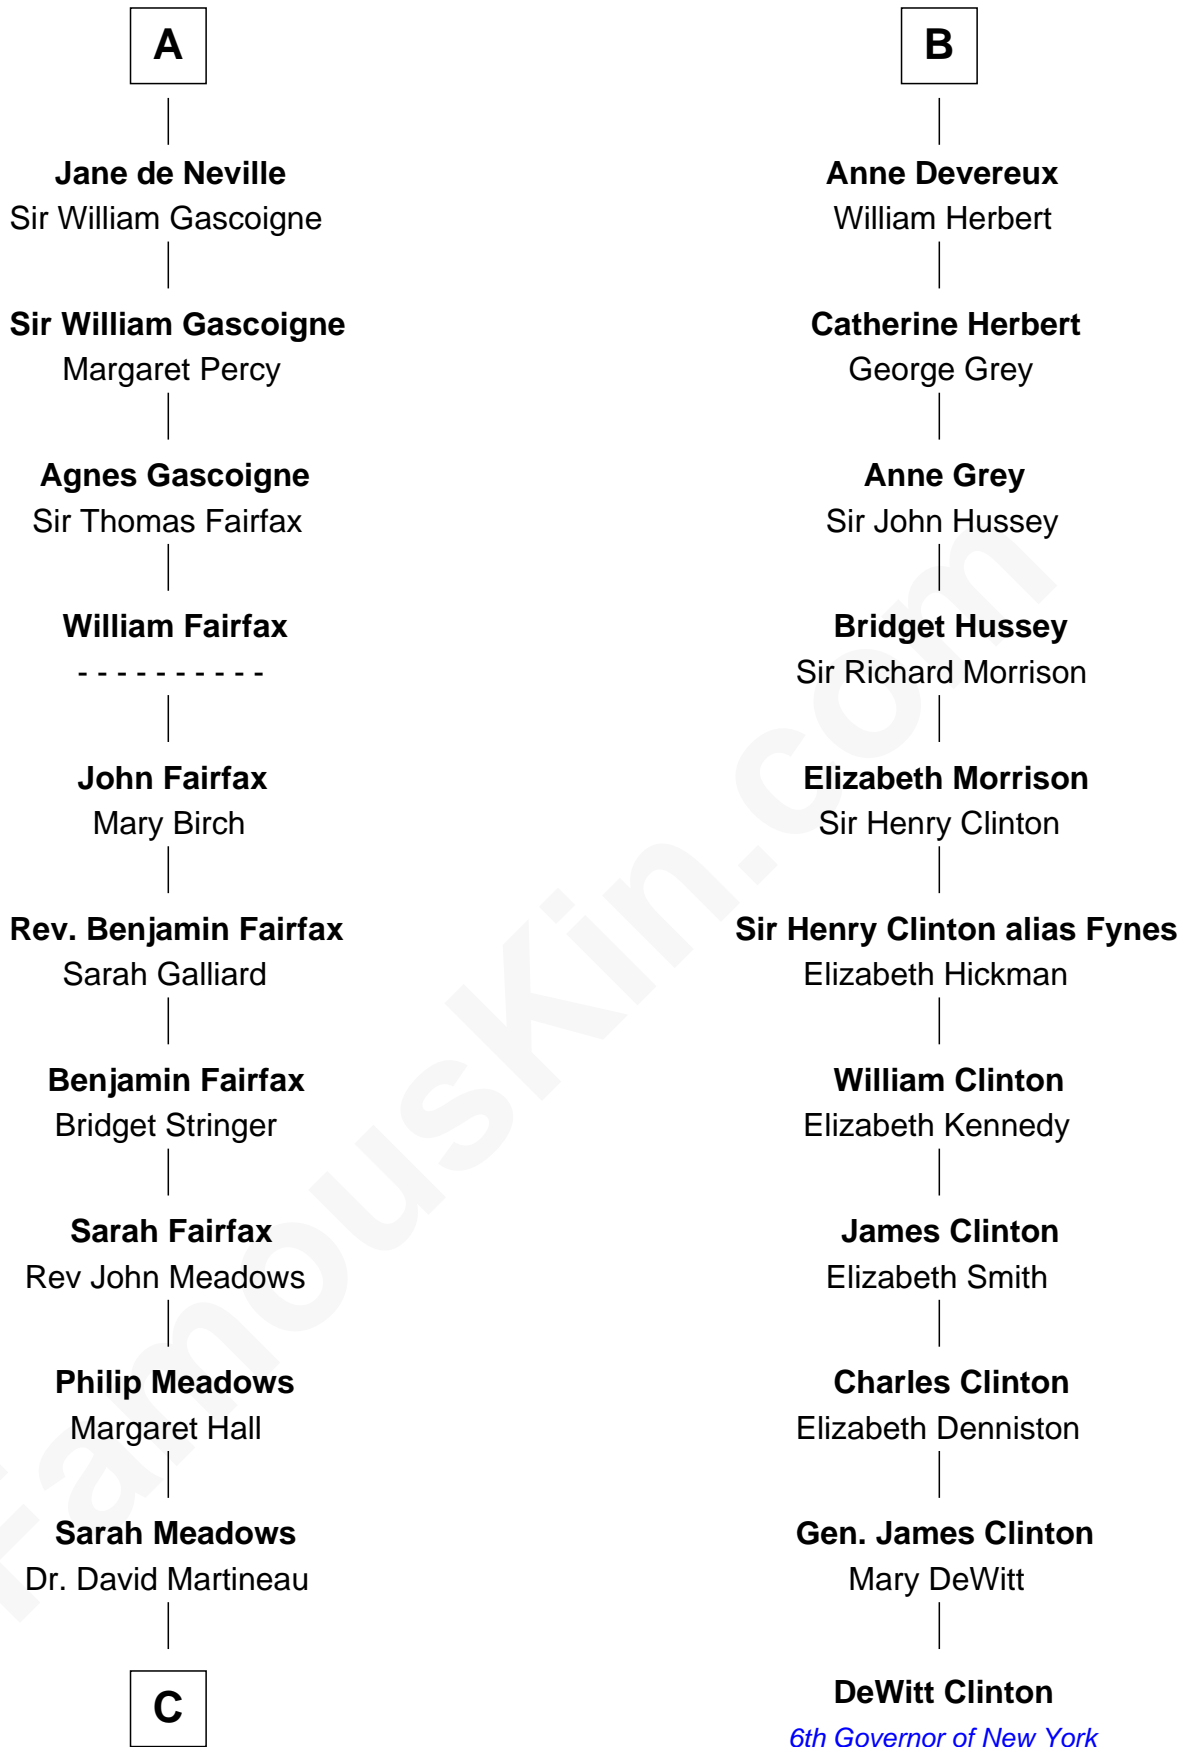 A
Jane de Neville
Sir William Gascoigne
Sir William Gascoigne
Margaret Percy
Agnes Gascoigne
Sir Thomas Fairfax
William Fairfax
- - - - - - - - - -
John Fairfax
Mary Birch
Rev. Benjamin Fairfax
Sarah Galliard
Benjamin Fairfax
Bridget Stringer
Sarah Fairfax
Rev John Meadows
Philip Meadows
Margaret Hall
Sarah Meadows
Dr. David Martineau
C
B
Anne Devereux
William Herbert
Catherine Herbert
George Grey
Anne Grey
Sir John Hussey
Bridget Hussey
Sir Richard Morrison
Elizabeth Morrison
Sir Henry Clinton
Sir Henry Clinton alias Fynes
Elizabeth Hickman
William Clinton
Elizabeth Kennedy
James Clinton
Elizabeth Smith
Charles Clinton
Elizabeth Denniston
Gen. James Clinton
Mary DeWitt
DeWitt Clinton
6th Governor of New York
FamousKin.com